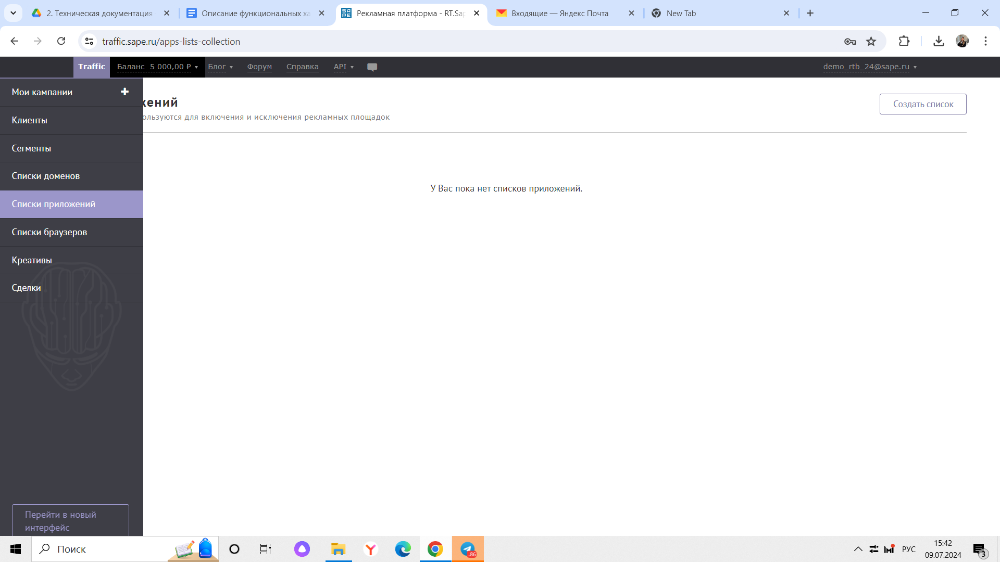 2. Техническая документация
Описание функциональных ха
Рекламная платформа - RT.Sap
Входящие — Яндекс Почта
New Tab
traffic.sape.ru/apps-lists-collection
Traffic
Баланс 5 000,00 ₽
Блог
Форум
Справка
API
demo_rtb_24@sape.ru
Мои кампании
Клиенты
Сегменты
Списки доменов
Списки приложений
Списки браузеров
Креативы
Сделки
Перейти в новый
интерфейс
жений
ользуются для включения и исключения рекламных площадок
Создать список
У Вас пока нет списков приложений.
Поиск
..86
РУС
15:42
09.07.2024
3